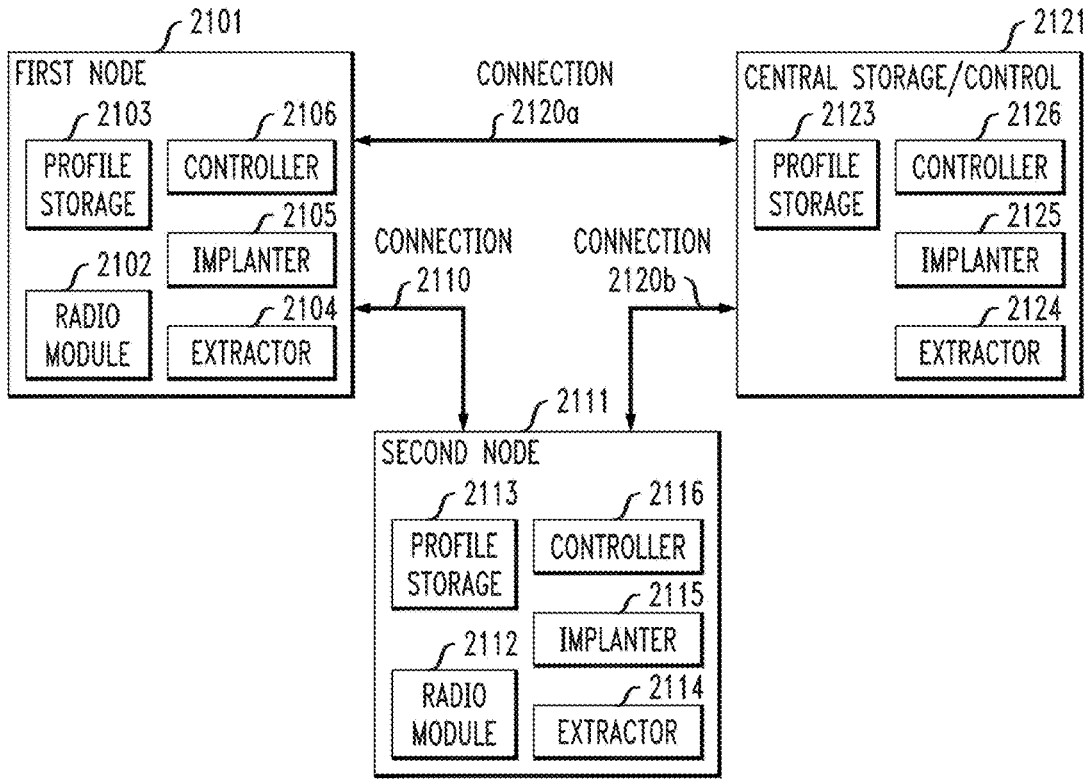 2101
FIRST NODE
2103
PROFILE
STORAGE
2106
CONTROLLER
2105
IMPLANTER
2102
RADIO
MODULE
2104
EXTRACTOR
CONNECTION
2120a
2121
CENTRAL STORAGE/CONTROL
2123
PROFILE
STORAGE
2126
CONTROLLER
2125
IMPLANTER
2124
EXTRACTOR
CONNECTION
2110
CONNECTION
2120b
2111
SECOND NODE
2113
PROFILE
STORAGE
2116
CONTROLLER
2115
IMPLANTER
2112
RADIO
MODULE
2114
EXTRACTOR